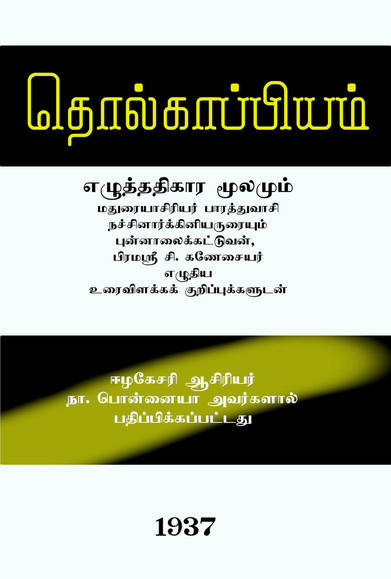 தொல்காப்பியம்
எழுத்ததிகார மூலமும்
மதுரையாசிரியர் பாரத்துவாசி
நச்சினார்க்கினியருரையும்
புன்னாலைக்கட்டுவன்,
பிரமஸ்ரீ சி. கணேசையர்
எழுதிய
உரைவிளக்கக் குறிப்புக்களுடன்
ஈழகேசரி ஆசிரியர்
நா. பொன்னையா அவர்களால்
பதிப்பிக்கப்பட்டது
1937